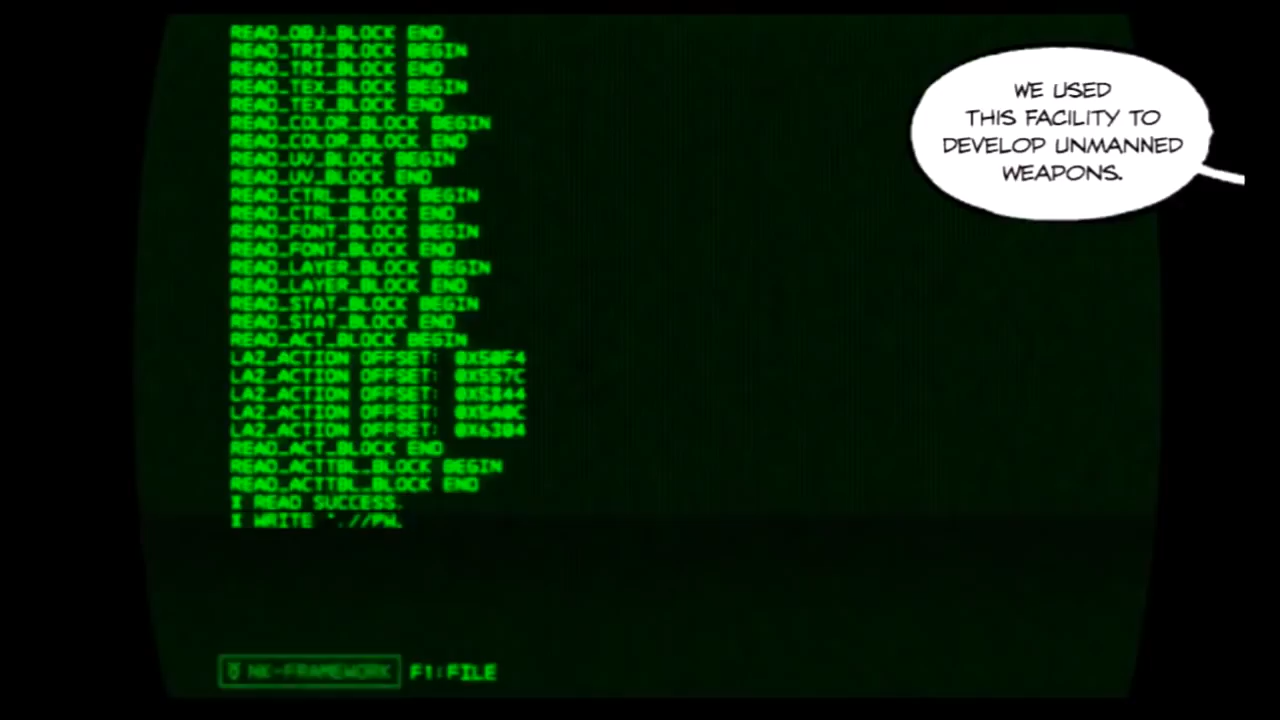 READ_OBJ_BLOCK END
READ_TRI_BLOCK BEGIN
READ_TRI_BLOCK END
READ_TEX_BLOCK BEGIN
READ_TEX_BLOCK END
READ_COLOR_BLOCK BEGIN
READ_COLOR_BLOCK END
READ_UV_BLOCK BEGIN
READ_UV_BLOCK END
READ_CTRL_BLOCK BEGIN
READ_CTRL_BLOCK END
READ_FONT_BLOCK BEGIN
READ_FONT_BLOCK END
READ_LAYER_BLOCK BEGIN
READ_LAYER_BLOCK END
READ_STAT_BLOCK BEGIN
READ_STAT_BLOCK END
READ_ACT_BLOCK BEGIN
LA2_ACTION OFFSET: 0X50F4
LA2_ACTION OFFSET: 0X557C
LA2_ACTION OFFSET: 0X5844
LA2_ACTION OFFSET: 0X5A0C
LA2_ACTION OFFSET:
READ_ACT_BLOCK END
READ_ACTTBL_BLOCK BEGIN
READ_ACTTBL_BLOCK END
I READ SUCCESS.
I WRITE ".//PW.
NK-FRAMEWORK F1:FILE
WE USED
THIS FACILITY TO
DEVELOP UNMANNED
WEAPONS.